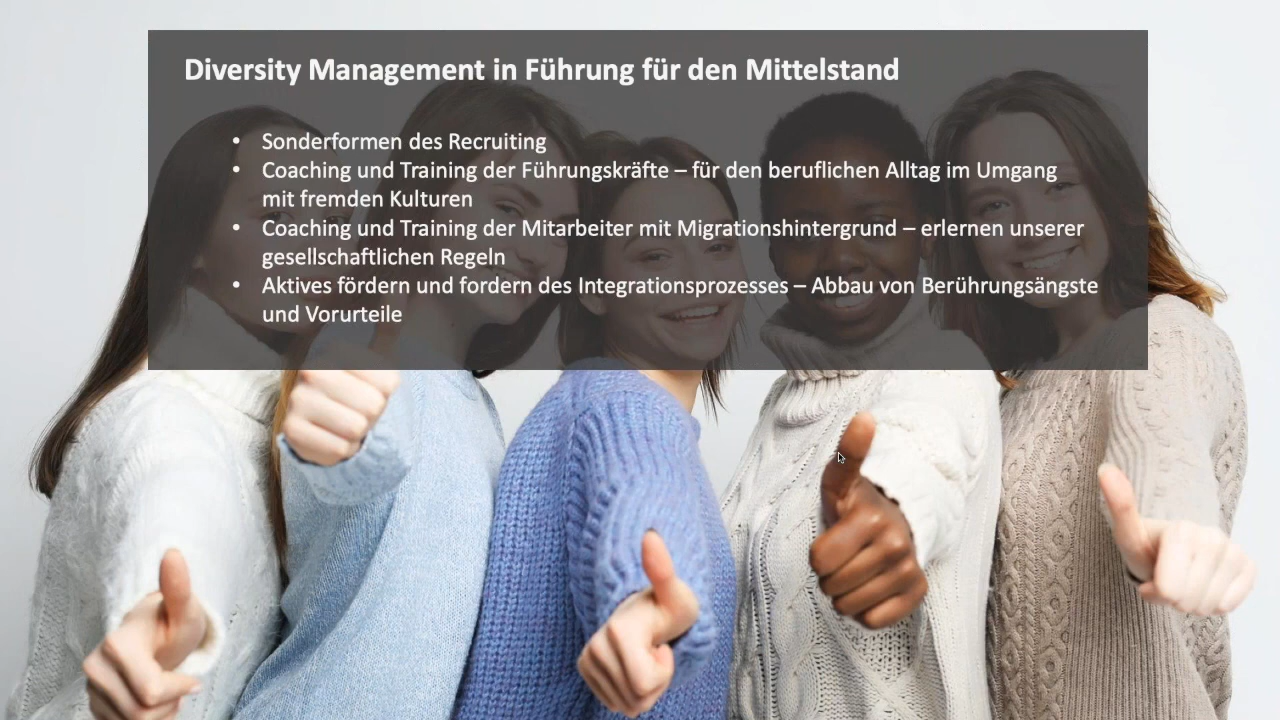 Diversity Management in Führung für den Mittelstand
• Sonderformen des Recruiting
• Coaching und Training der Führungskräfte – für den beruflichen Alltag im Umgang
mit fremden Kulturen
• Coaching und Training der Mitarbeiter mit Migrationshintergrund – erlernen unserer
gesellschaftlichen Regeln
• Aktives fördern und fordern des Integrationsprozesses – Abbau von Berührungsängste
und Vorurteile